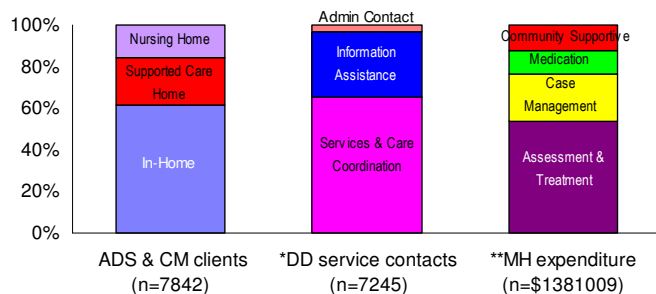 100%
80%
60%
40%
20%
0%
Nursing Home
Supported Care
Home
In-Home
Admin Contact
Information
Assistance
Services & Care
Coordination
Community Supportive
Medication
Case
Management
Assessment &
Treatment
ADS & CM clients
(n=7842)
*DD service contacts
(n=7245)
**MH expenditure
(n=$1381009)